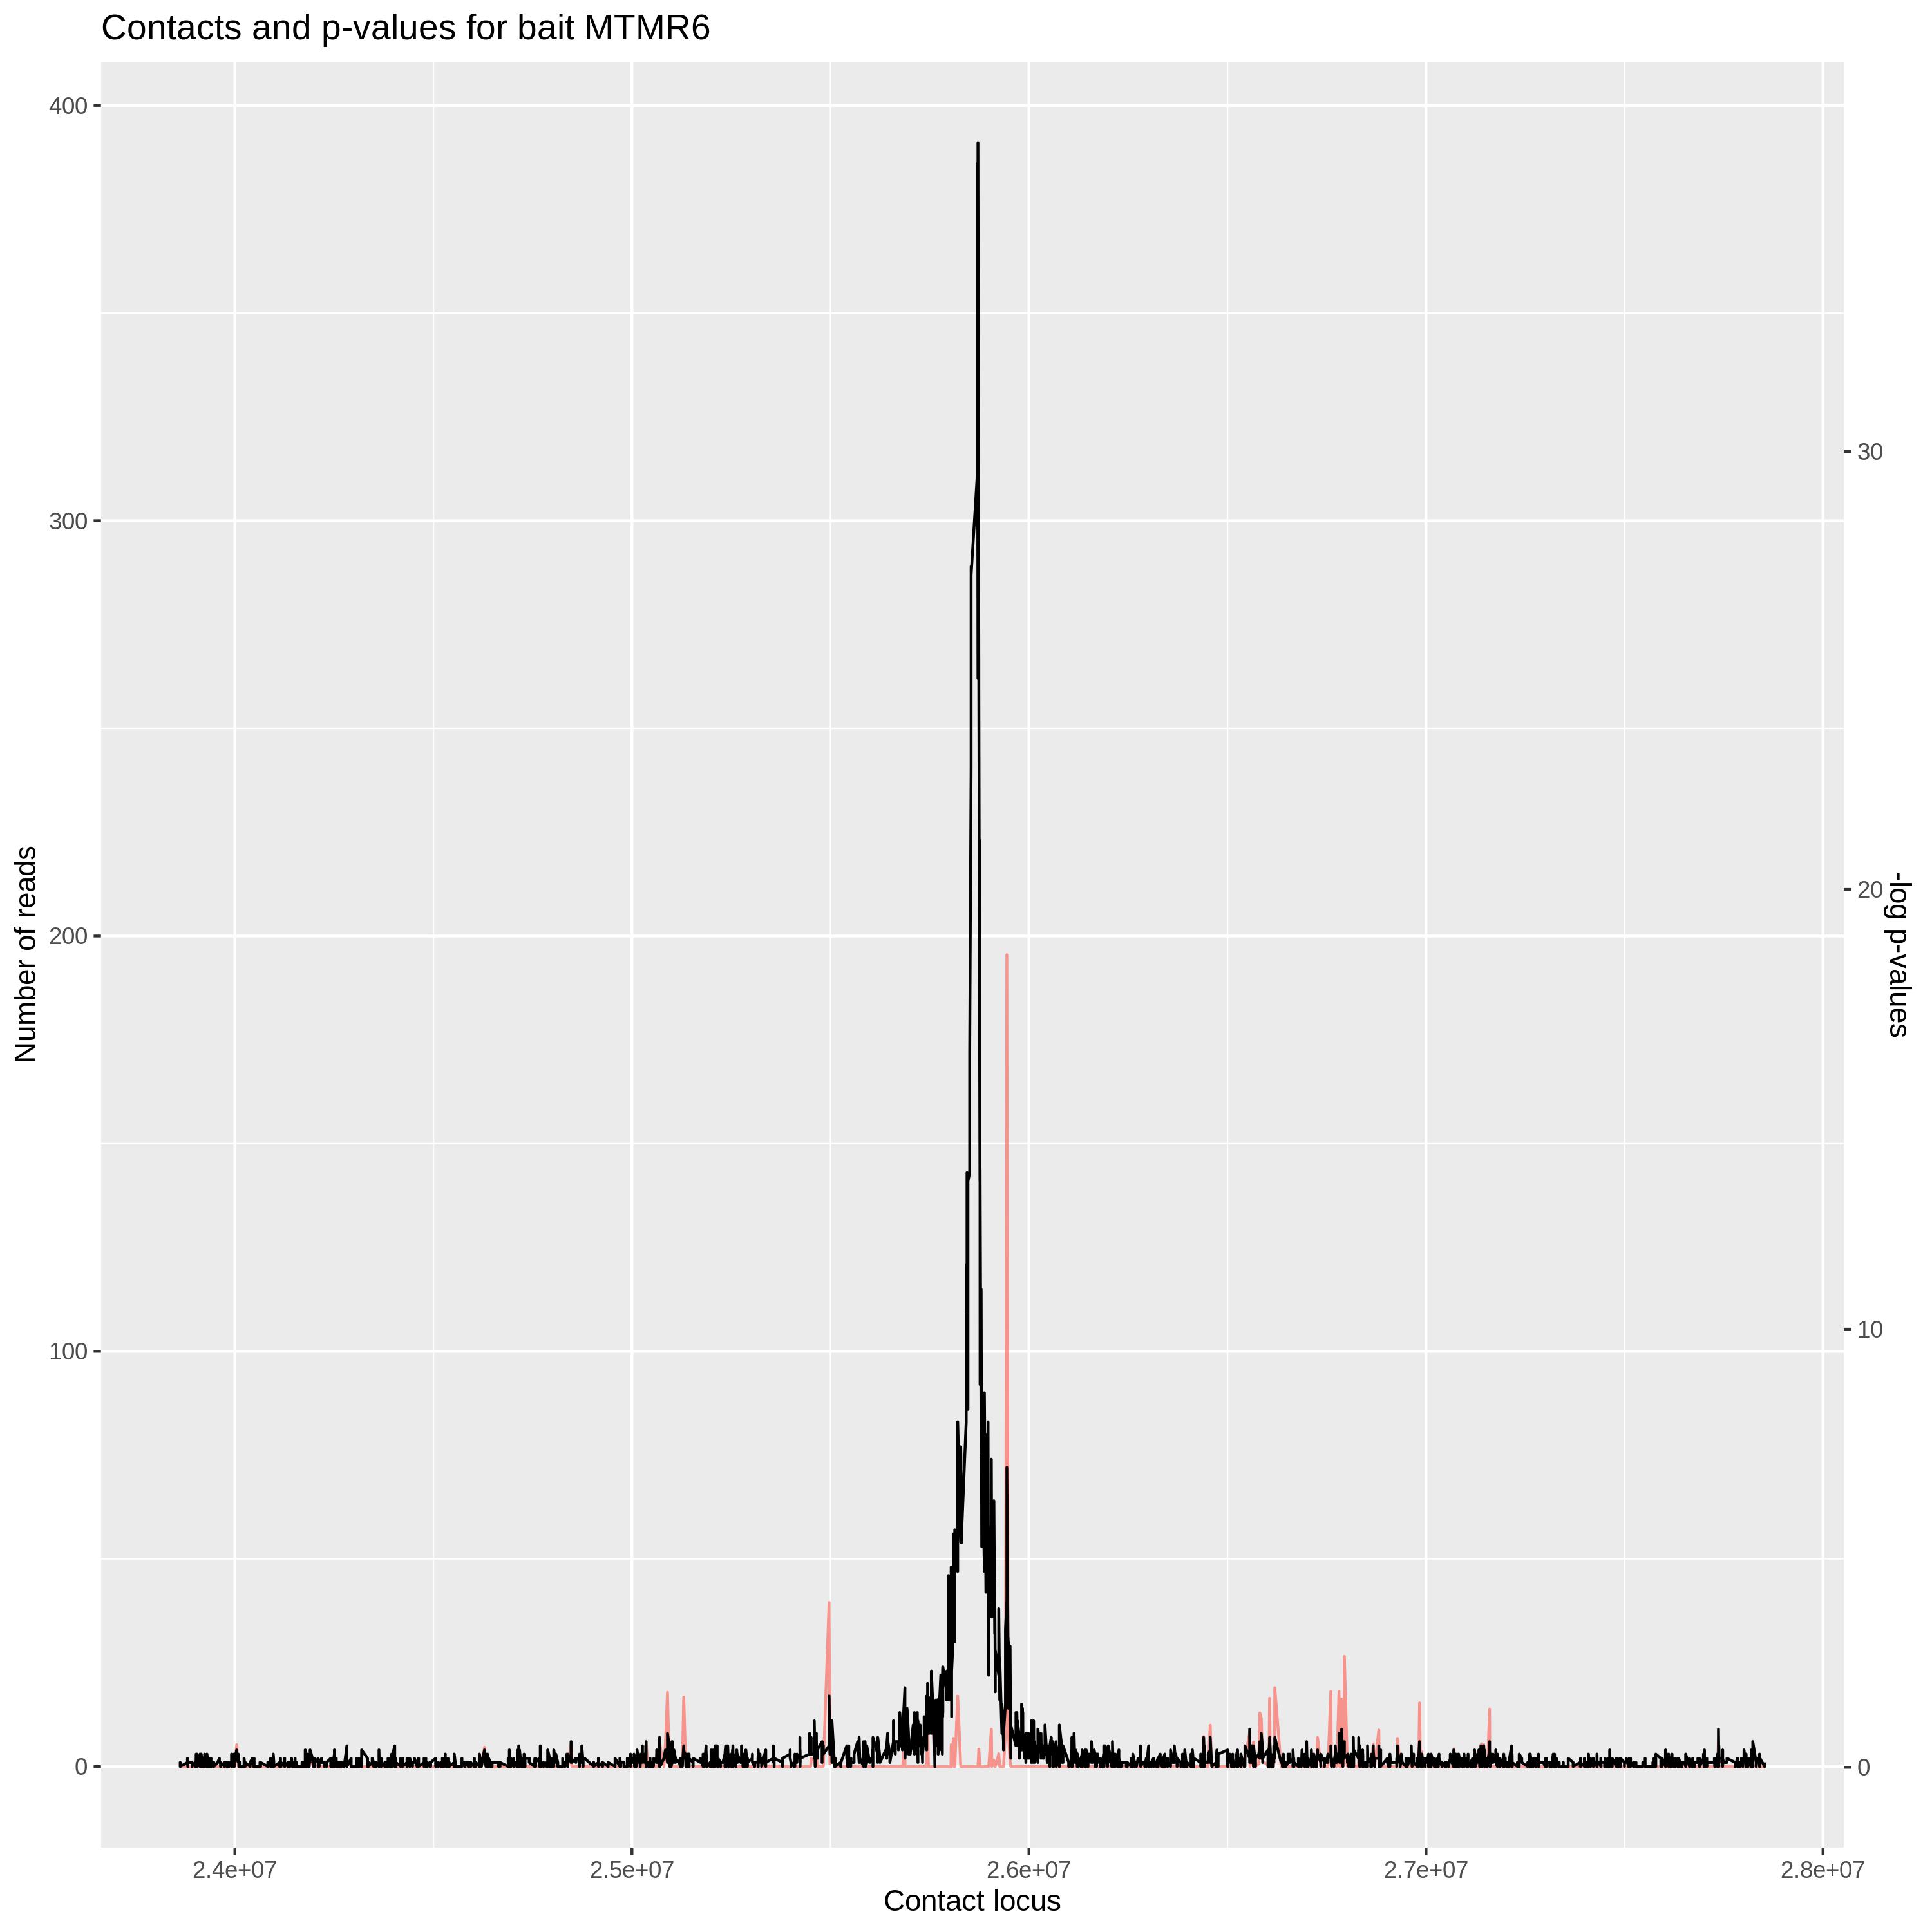 Contacts and p-values for bait MTMR6
400
300
200
100
0
Number of reads
30
20
10
0
-log p-values
2.4e+07
2.5e+07
2.6e+07
2.7e+07
2.8e+07
Contact locus